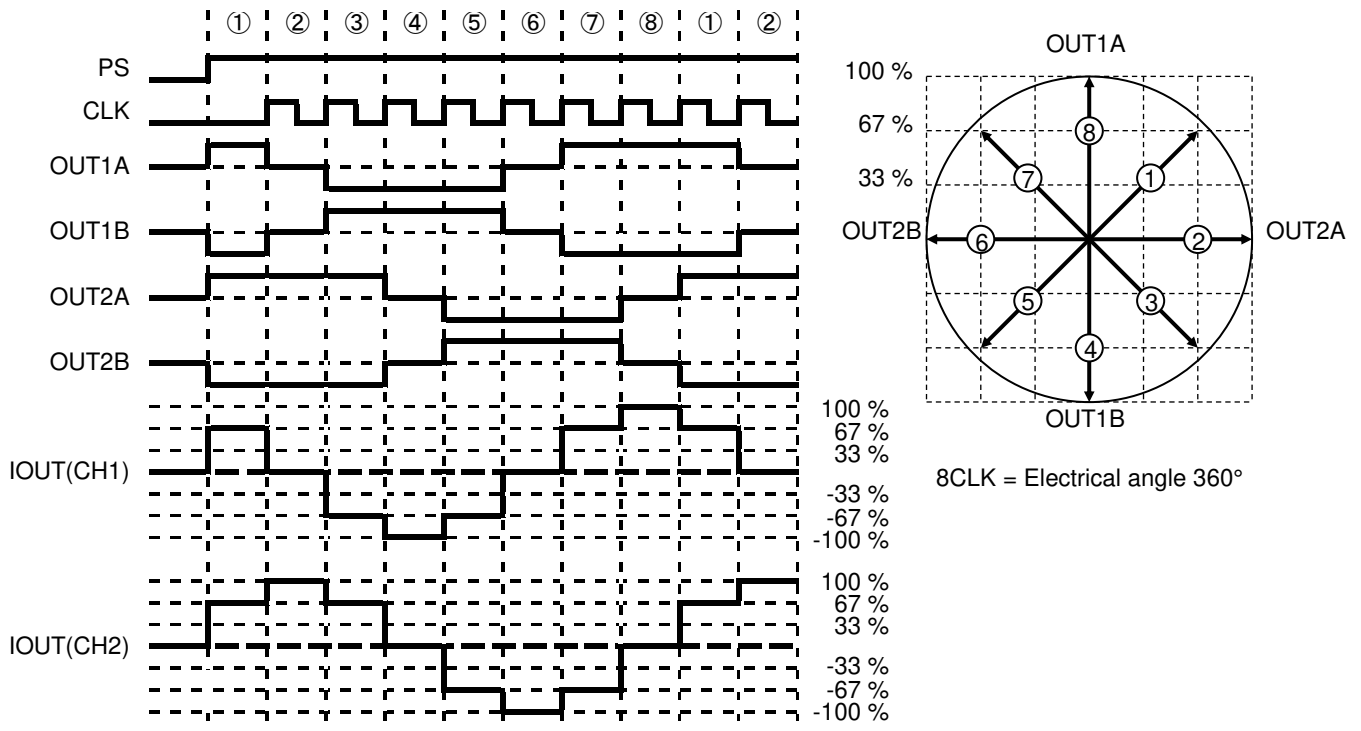 ① ② ③ ④ ⑤ ⑥ ⑦ ⑧ ① ②
PS
CLK
OUT1A
OUT1B
OUT2A
OUT2B
IOUT(CH1)
100 %
67 %
33 %
-33 %
-67 %
-100 %
IOUT(CH2)
100 %
67 %
33 %
-33 %
-67 %
-100 %
OUT1A
100 %
67 %
33 %
OUT2B
OUT2A
OUT1B
⑧
⑦
①
⑥
②
⑤
③
④
8CLK = Electrical angle 360°